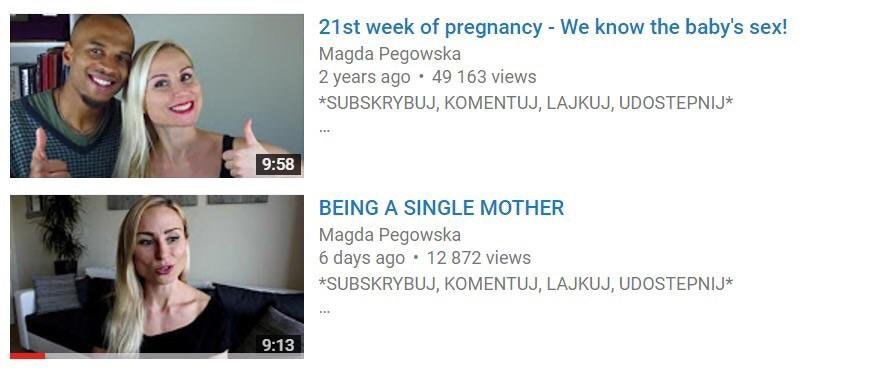 21st week of pregnancy - We know the baby's sex!
Magda Pegowska
2 years ago • 49 163 views
*SUBSKRYBUJ, KOMENTUJ, LAJKUJ, UDOSTEPNIJ*
...
9:58
BEING A SINGLE MOTHER
Magda Pegowska
6 days ago • 12 872 views
*SUBSKRYBUJ, KOMENTUJ, LAJKUJ, UDOSTEPNIJ*
...
9:13